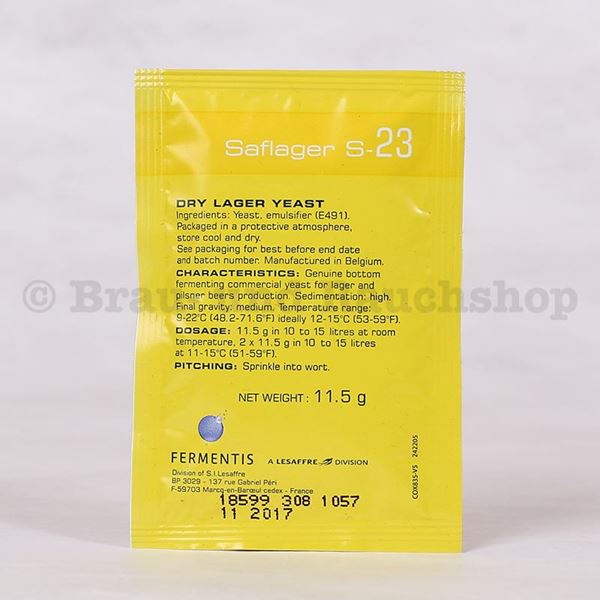 Saflager S-23
DRY LAGER YEAST
Ingredients: Yeast, emulsifier (E491).
Packaged in a protective atmosphere,
store cool and dry.
See packaging for best before end date
and batch number. Manufactured in Belgium.
CHARACTERISTICS: Genuine bottom
fermenting commercial yeast for lager and
pilsner beers production. Sedimentation: high.
Final gravity: medium. Temperature range:
9-22°C (48.2-71.6°F) ideally 12-15°C (53-59°F).
DOSAGE: 11.5 g in 10 to 15 litres at room
temperature, 2 x 11.5 g in 10 to 15 litres
at 11-15°C (51-59°F).
PITCHING: Sprinkle into wort.
NET WEIGHT: 11.5 g
FERMENTIS
A LESAFFRE DIVISION
Division of S.I.Lesaffre
BP 3029 - 137 rue Gabriel Péri
F-59703 Marcq-en-Barœul cedex - France
18599 308 1057
11 2017
COX835-V5 242205